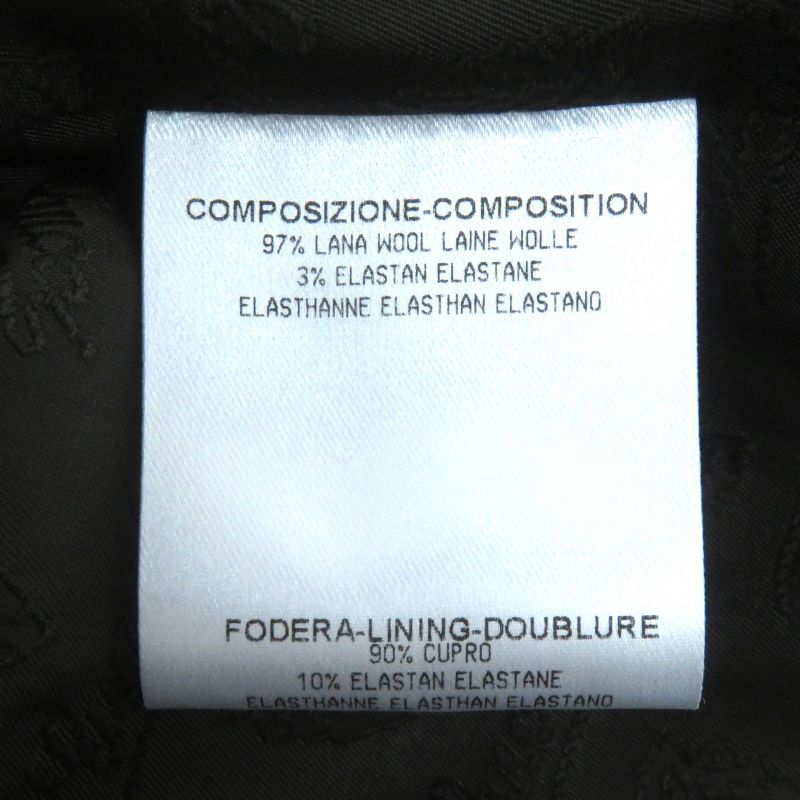 COMPOSIZIONE-COMPOSITION
97% LANA WOOL LAINE WOLLE
3% ELASTAN ELASTANE
ELASTHANNE ELASTHAN ELASTANO
FODERA-LINING-DOUBLURE
90% CUPRO
10% ELASTAN ELASTANE
ELASTHANNE ELASTHAN ELASTANO